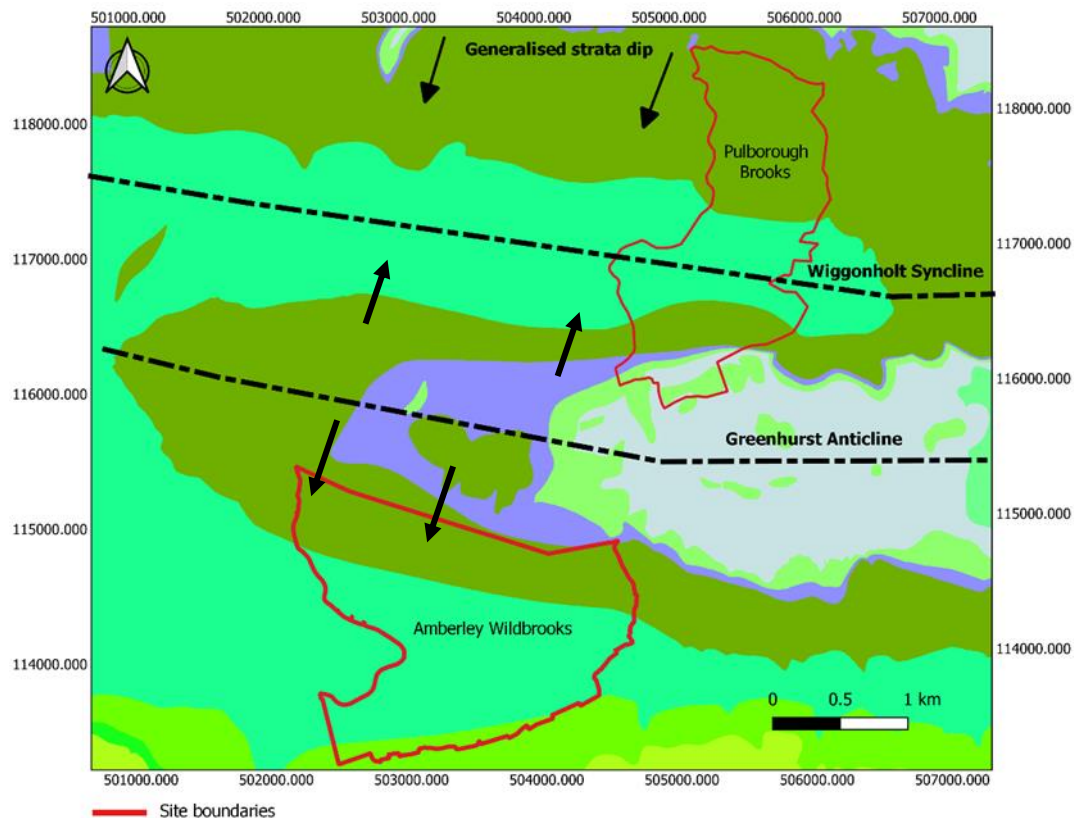 501000.000 502000.000 503000.000 504000.000 505000.000 506000.000 507000.000
Generalised strata dip
118000.000
118000.000
Pulborough
Brooks
117000.000
117000.000
Wiggonholt Syncline
116000.000
116000.000
Greenhurst Anticline
115000.000
115000.000
Amberley Wildbrooks
114000.000
114000.000
0 0.5 1 km
501000.000 502000.000 503000.000 504000.000 505000.000 506000.000 507000.000
Site boundaries